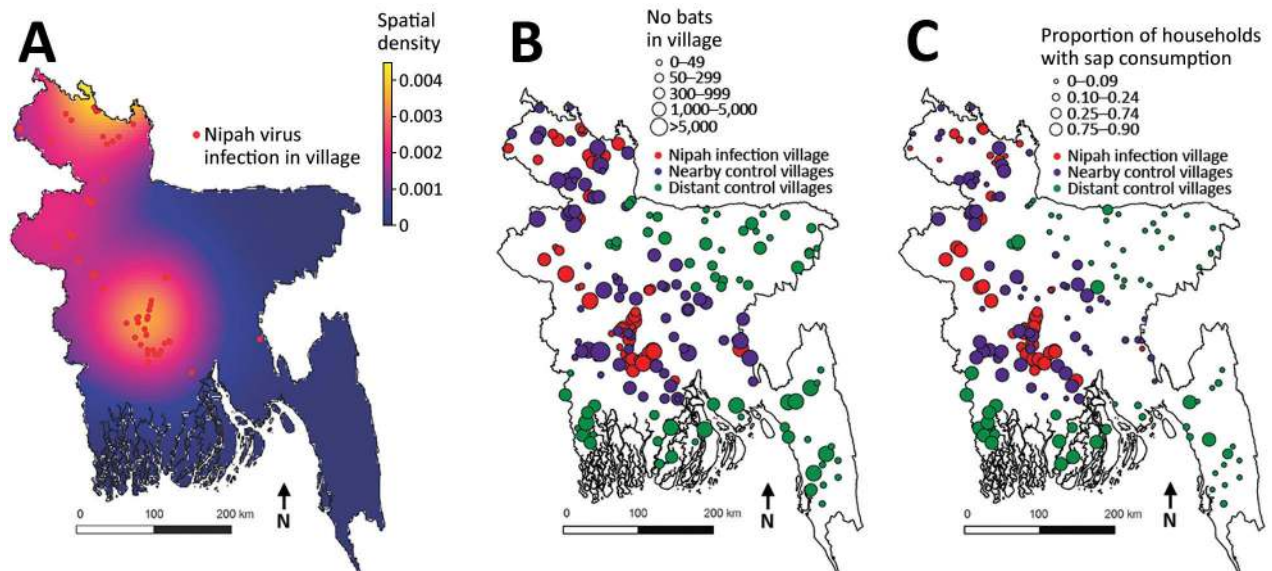 A
Spatial
density
0.004
0.003
0.002
0.001
0
Nipah virus
infection in village
0 100 200 km
N
B
No bats
in village
0–49
50–299
300–999
1,000–5,000
>5,000
Nipah infection village
Nearby control villages
Distant control villages
0 100 200 km
N
C
Proportion of households
with sap consumption
0–0.09
0.10–0.24
0.25–0.74
0.75–0.90
Nipah infection village
Nearby control villages
Distant control villages
0 100 200 km
N